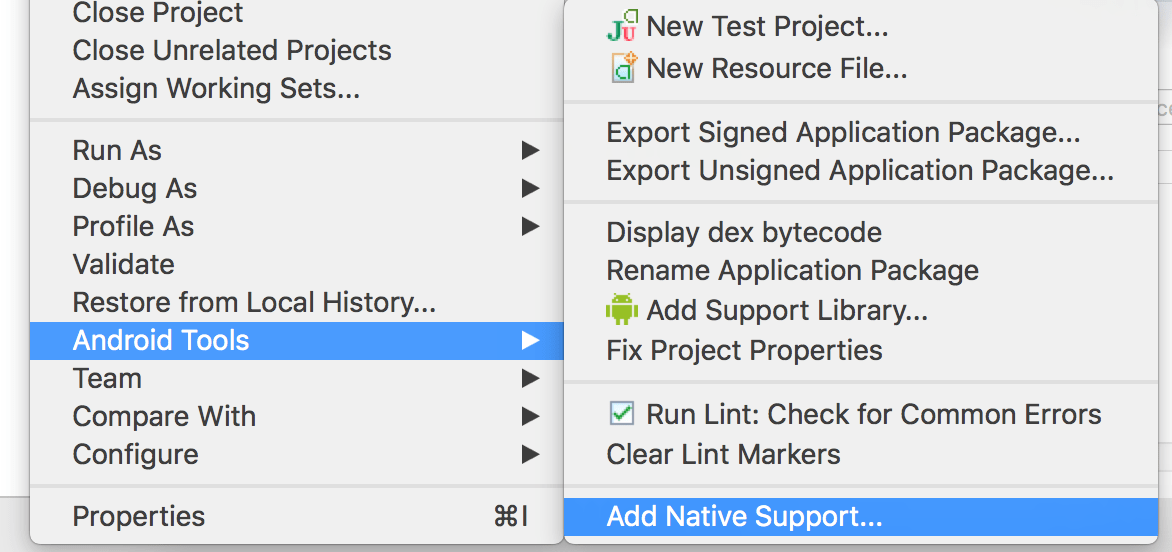 Close Project
Close Unrelated Projects
Assign Working Sets...
Run As
Debug As
Profile As
Validate
Restore from Local History...
Android Tools
Team
Compare With
Configure
Properties ⌘I
New Test Project...
New Resource File...
Export Signed Application Package...
Export Unsigned Application Package...
Display dex bytecode
Rename Application Package
Add Support Library...
Fix Project Properties
Run Lint: Check for Common Errors
Clear Lint Markers
Add Native Support...